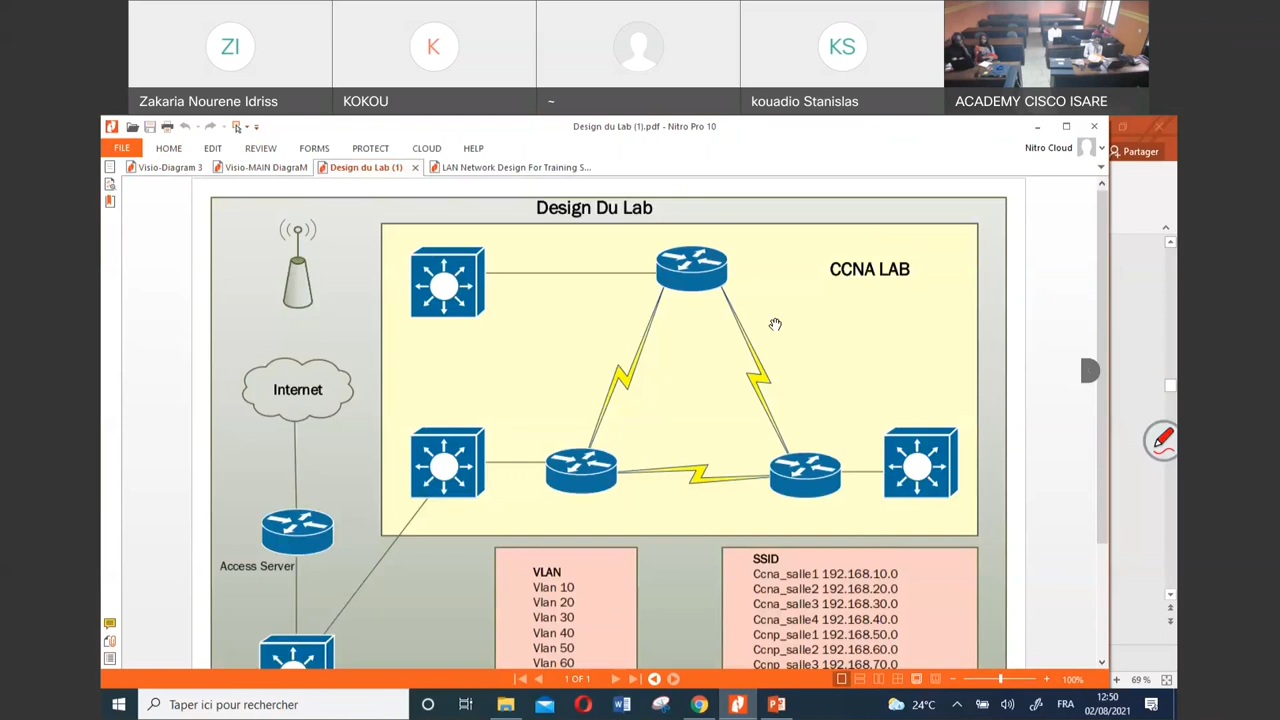 ZI
K
KS
Zakaria Nourene Idriss
KOKOU
~
kouadio Stanislas
ACADEMY CISCO ISARE
Design du Lab (1).pdf - Nitro Pro 10
FILE
HOME
EDIT
REVIEW
FORMS
PROTECT
CLOUD
HELP
Nitro Cloud
Partager
Visio-Diagram 3
Visio-MAIN DiagraM
Design du Lab (1)
LAN Network Design For Training S...
Design Du Lab
CCNA LAB
Internet
Access Server
VLAN
Vlan 10
Vlan 20
Vlan 30
Vlan 40
Vlan 50
Vlan 60
SSID
Ccna_salle1 192.168.10.0
Ccna_salle2 192.168.20.0
Ccna_salle3 192.168.30.0
Ccna_salle4 192.168.40.0
Ccnp_salle1 192.168.50.0
Ccnp_salle2 192.168.60.0
Ccnp_salle3 192.168.70.0
1 OF 1
100%
69 %
Taper ici pour rechercher
24°C
FRA
12:50
02/08/2021